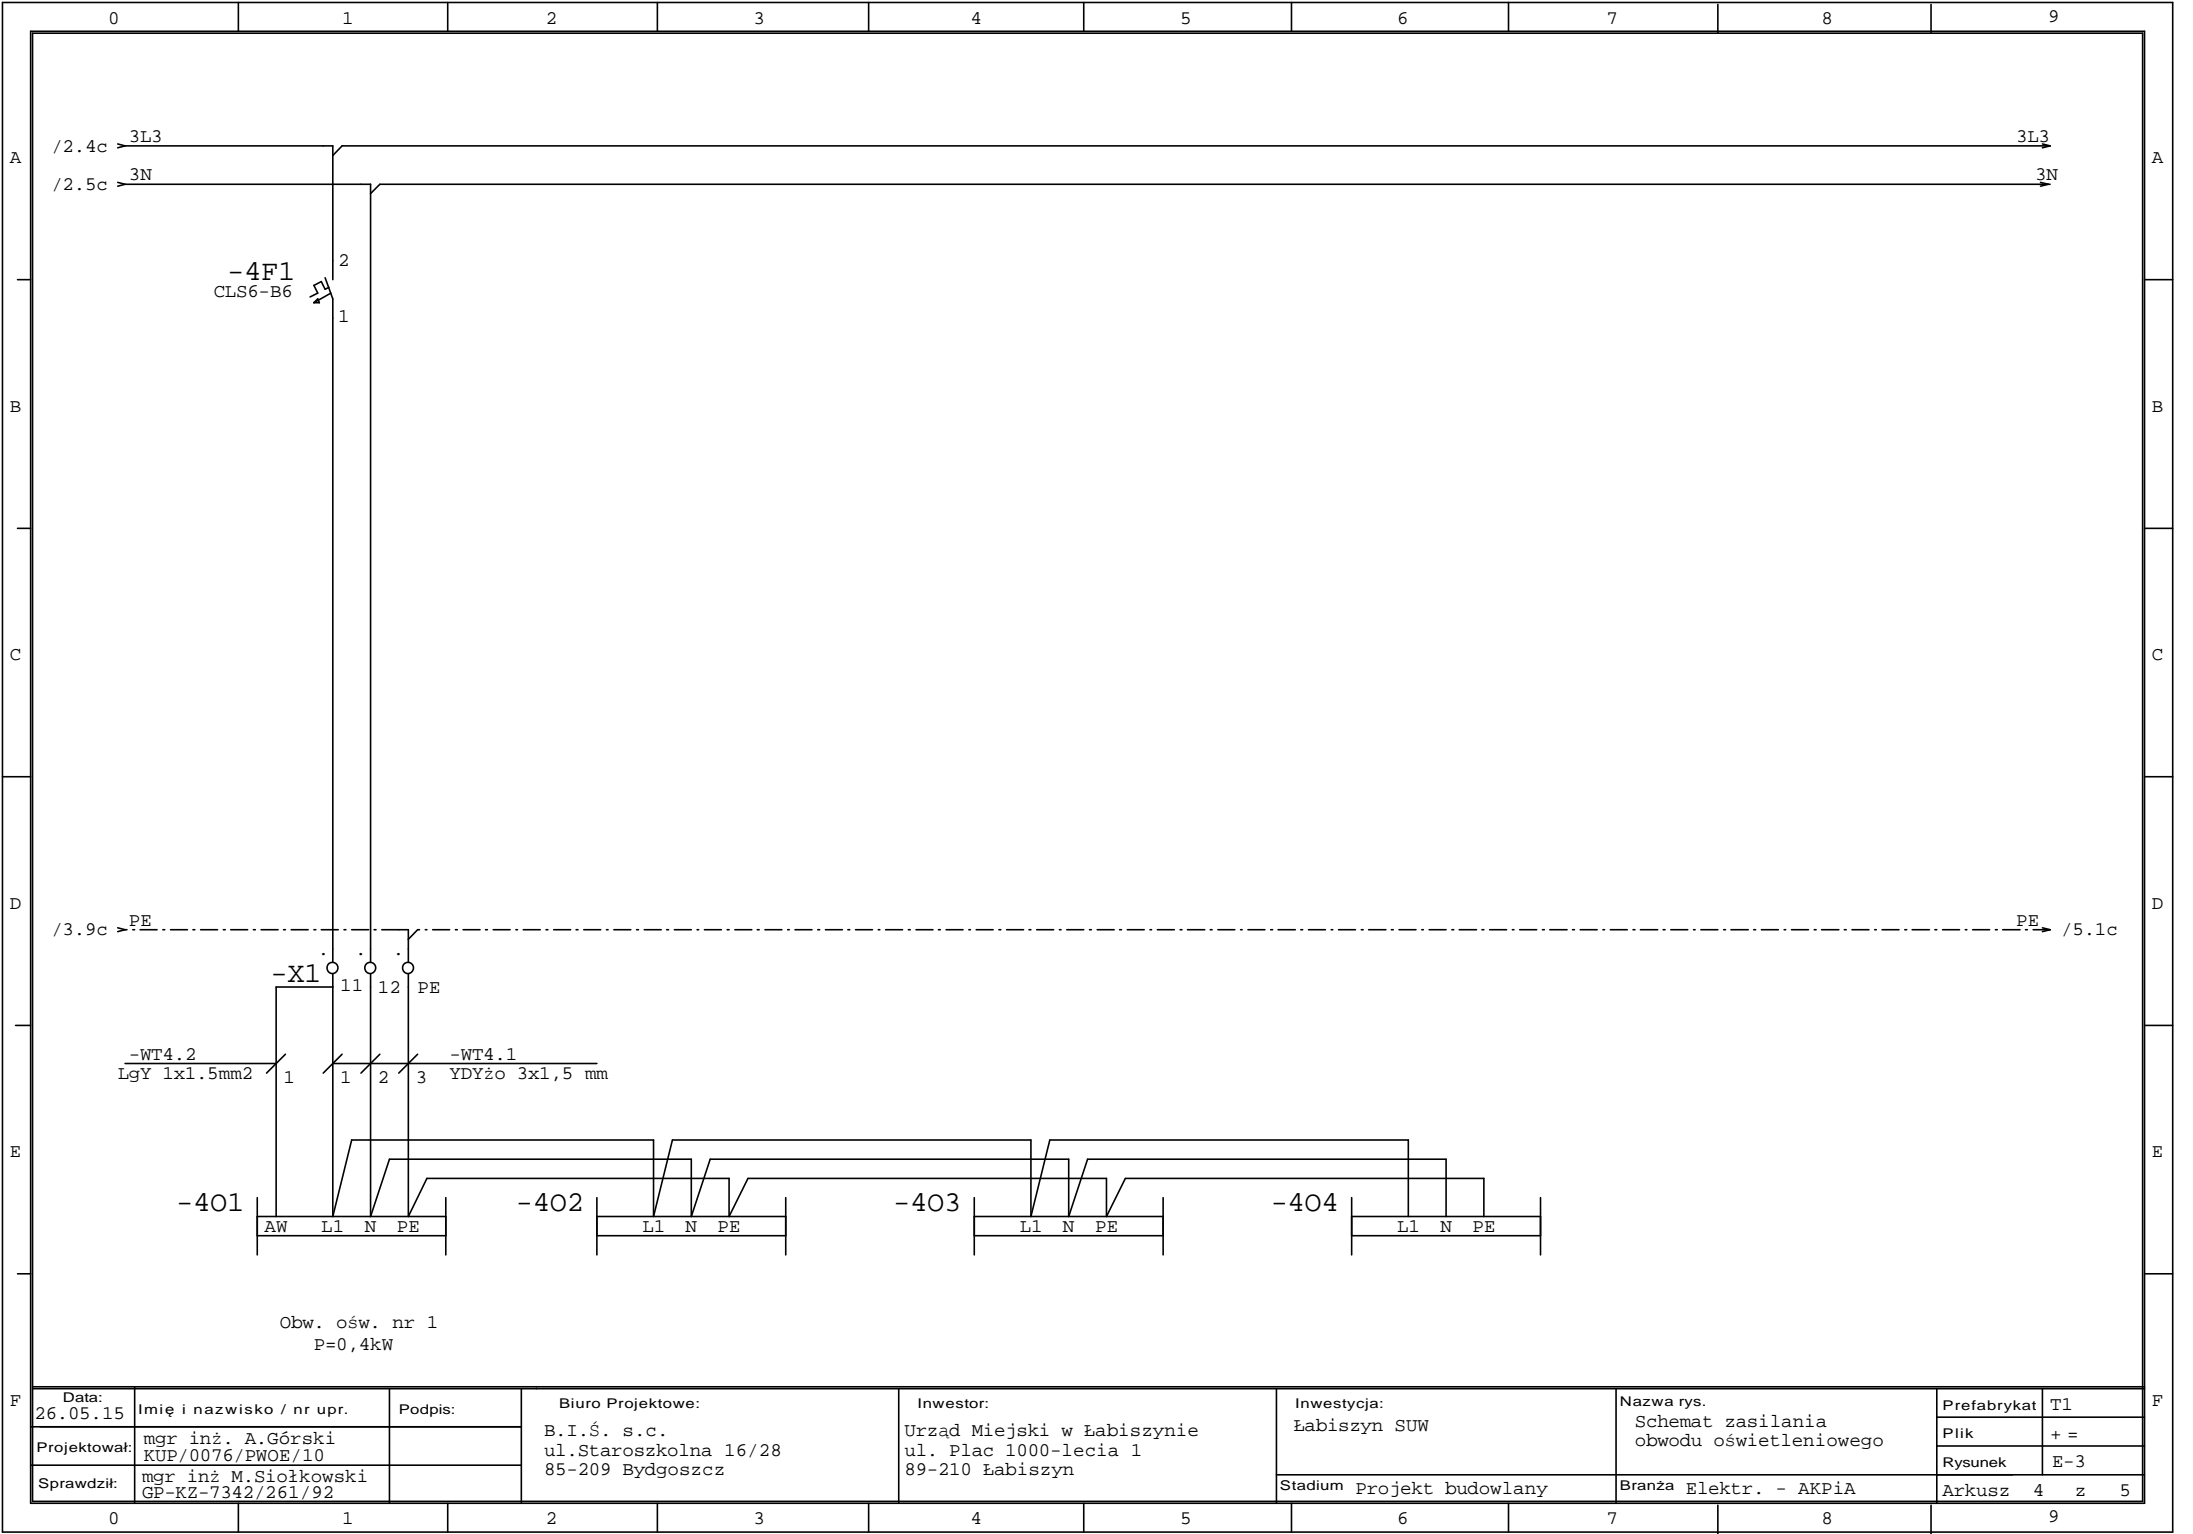 0 1 2 3 4 5 6 7 8 9
A A
/2.4c 3L3 3L3
/2.5c 3N 3N
2
-4F1
CLS6-B6
1
B B
C C
D D
/3.9c PE PE /5.1c
-X1 11 12 PE
-WT4.2 -WT4.1
LgY 1x1.5mm2 1 1 2 3 YDYżo 3x1,5 mm
E E
-4O1 -4O2 -4O3 -4O4
AW L1 N PE L1 N PE L1 N PE L1 N PE
Obw. ośw. nr 1
P=0,4kW
F F
Data:
26.05.15
Imię i nazwisko / nr upr.
Podpis:
Projektował:
mgr inż. A.Górski
KUP/0076/PWOE/10
Sprawdził:
mgr inż M.Siołkowski
GP-KZ-7342/261/92
Biuro Projektowe:
B.I.Ś. s.c.
ul.Staroszkolna 16/28
85-209 Bydgoszcz
Inwestor:
Urząd Miejski w Łabiszynie
ul. Plac 1000-lecia 1
89-210 Łabiszyn
Inwestycja:
Łabiszyn SUW
Stadium Projekt budowlany
Nazwa rys.
Schemat zasilania
obwodu oświetleniowego
Branża Elektr. - AKPiA
Prefabrykat T1
Plik + =
Rysunek E-3
Arkusz 4 z 5
0 1 2 3 4 5 6 7 8 9